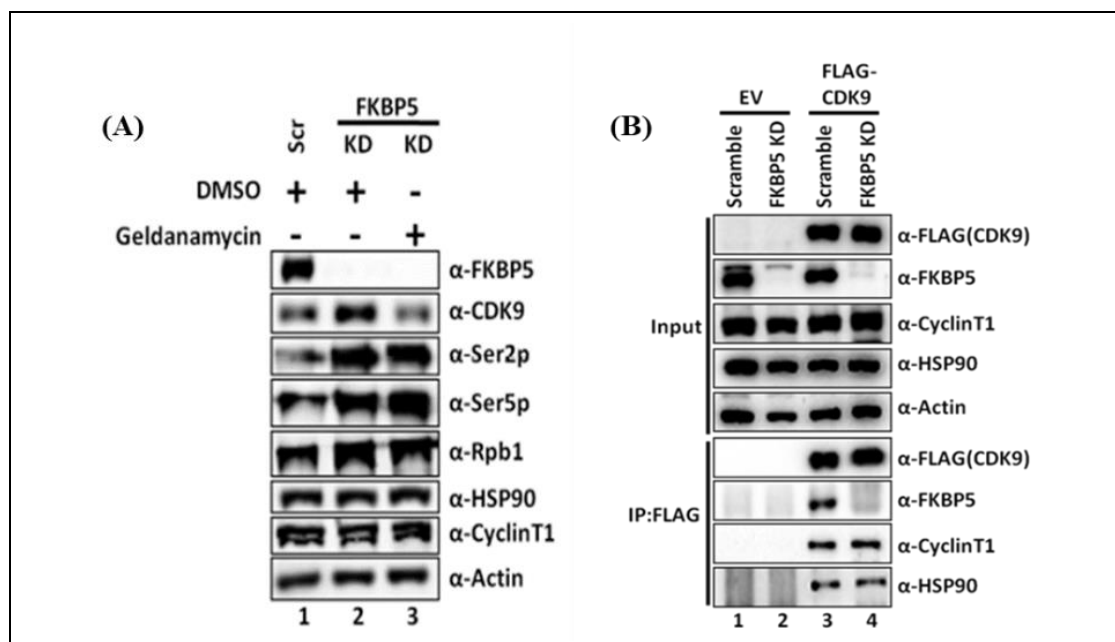 (A)
FKBP5
Scr KD KD
DMSO + + -
Geldanamycin - - +
α-FKBP5
α-CDK9
α-Ser2p
α-Ser5p
α-Rpb1
α-HSP90
α-CyclinT1
α-Actin
1 2 3
(B)
EV FLAG-
CDK9
Scramble FKBP5 KD Scramble FKBP5 KD
Input
α-FLAG(CDK9)
α-FKBP5
α-CyclinT1
α-HSP90
α-Actin
IP:FLAG
α-FLAG(CDK9)
α-FKBP5
α-CyclinT1
α-HSP90
1 2 3 4